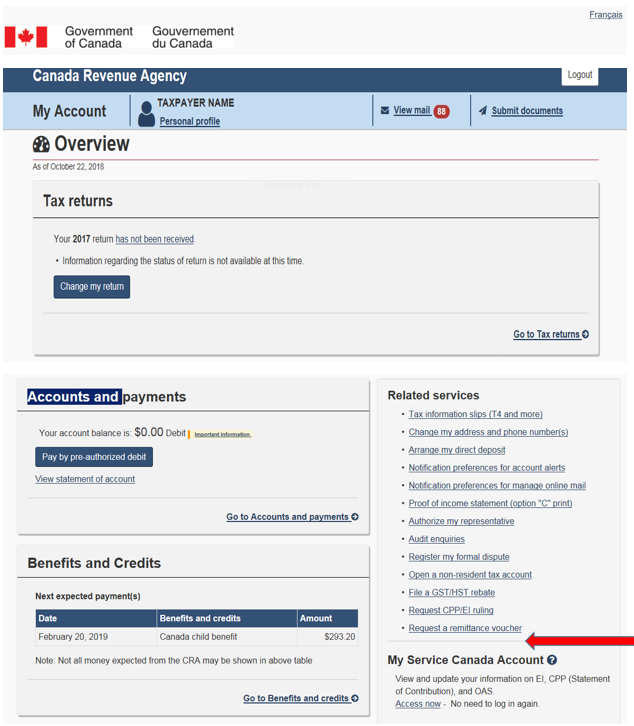 Français
Government of Canada
Gouvernement du Canada
Canada Revenue Agency
Logout
My Account
TAXPAYER NAME
Personal profile
View mail 88
Submit documents
Overview
As of October 22, 2018
Tax returns
Your 2017 return has not been received.
• Information regarding the status of return is not available at this time.
Change my return
Go to Tax returns
Accounts and payments
Your account balance is: $0.00 Debit Important information.
Pay by pre-authorized debit
View statement of account
Go to Accounts and payments
Benefits and Credits
Next expected payment(s)
Date Benefits and credits Amount
February 20, 2019 Canada child benefit $293.20
Note: Not all money expected from the CRA may be shown in above table
Go to Benefits and credits
Related services
• Tax information slips (T4 and more)
• Change my address and phone number(s)
• Arrange my direct deposit
• Notification preferences for account alerts
• Notification preferences for manage online mail
• Proof of income statement (option "C" print)
• Authorize my representative
• Audit enquiries
• Register my formal dispute
• Open a non-resident tax account
• File a GST/HST rebate
• Request CPP/EI ruling
• Request a remittance voucher
My Service Canada Account ?
View and update your information on EI, CPP (Statement
of Contribution), and OAS.
Access now - No need to log in again.